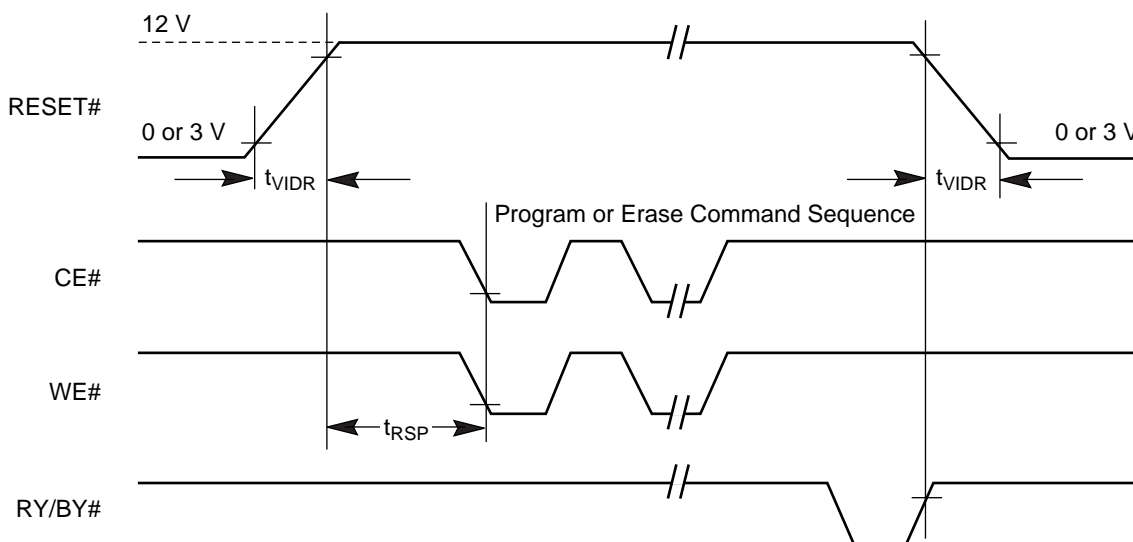 12 V
RESET#
0 or 3 V
0 or 3 V
tVIDR
tVIDR
Program or Erase Command Sequence
CE#
WE#
tRSP
RY/BY#